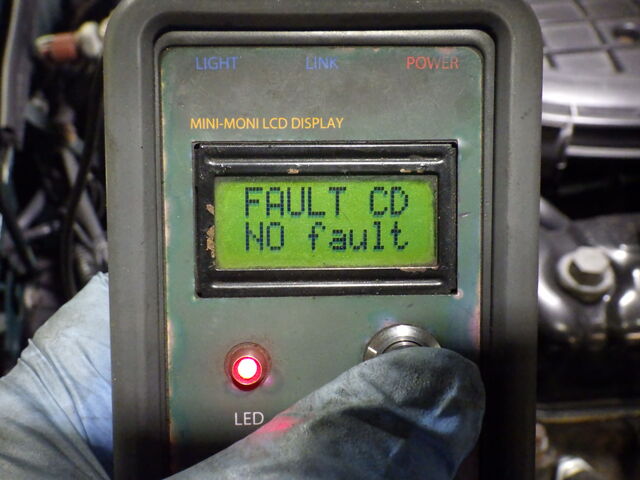 LIGHT LINK POWER
MINI-MONI LCD DISPLAY
FAULT CD
NO fault
LED